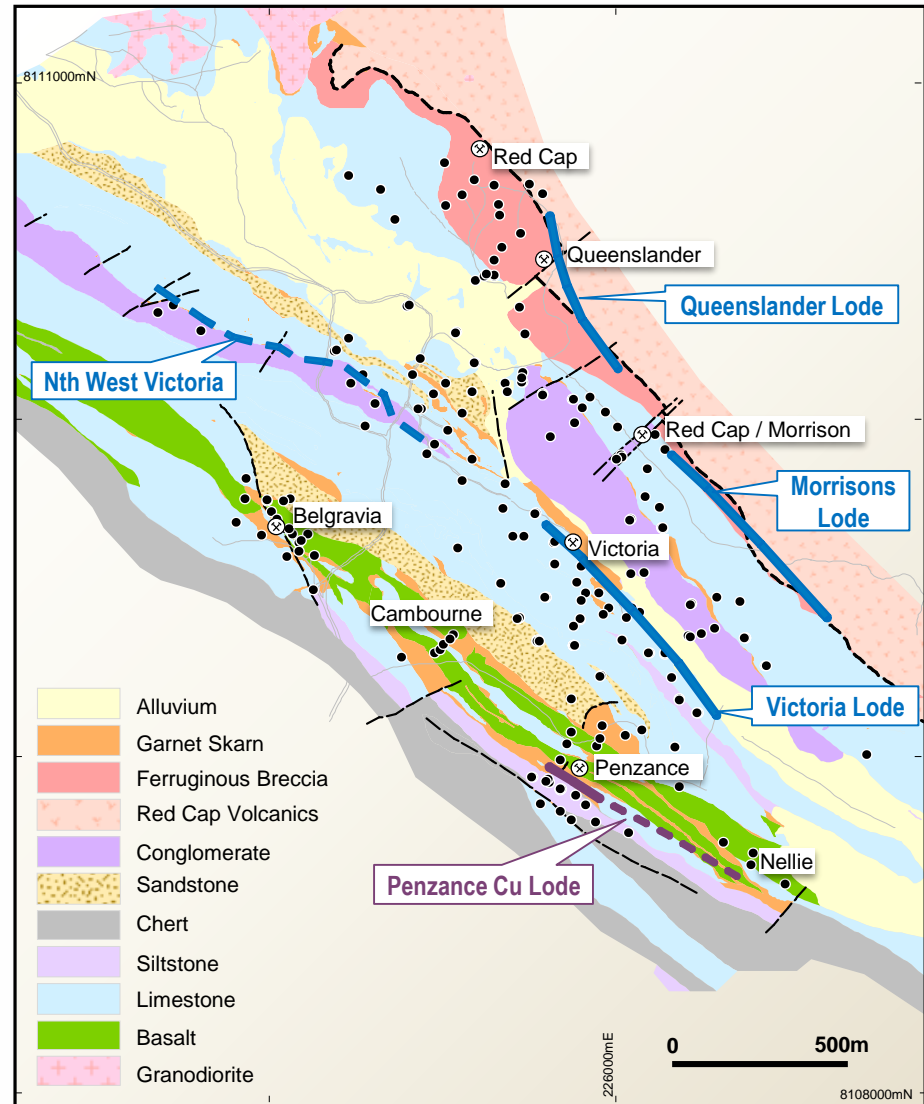 8111000mN
Red Cap
Queenslander
Queenslander Lode
Nth West Victoria
Red Cap / Morrison
Morrisons
Lode
Belgravia
Victoria
Cambourne
Victoria Lode
Penzance
Nellie
Penzance Cu Lode
Alluvium
Garnet Skarn
Ferruginous Breccia
Red Cap Volcanics
Conglomerate
Sandstone
Chert
Siltstone
Limestone
Basalt
Granodiorite
226000mE
0 500m
8108000mN